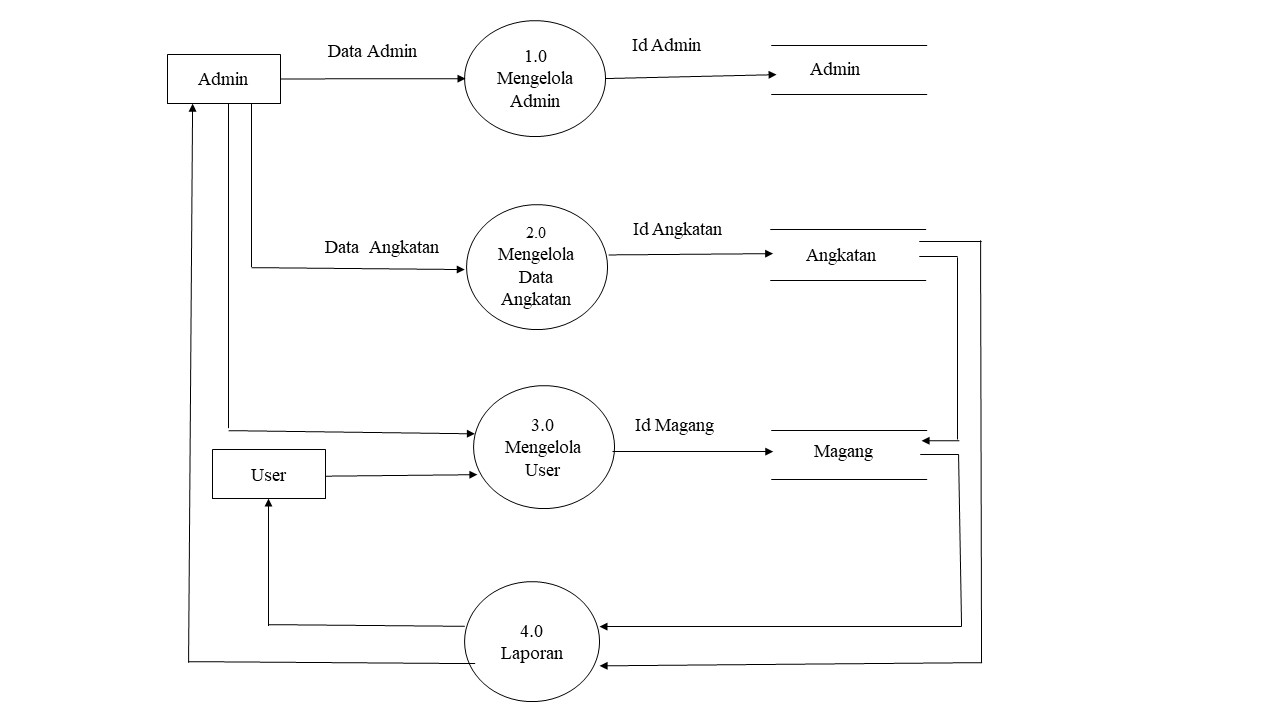 Data Admin
Id Admin
Admin
1.0
Mengelola
Admin
Admin
Data Angkatan
2.0
Mengelola
Data
Angkatan
Id Angkatan
Angkatan
3.0
Mengelola
User
Id Magang
Magang
User
4.0
Laporan